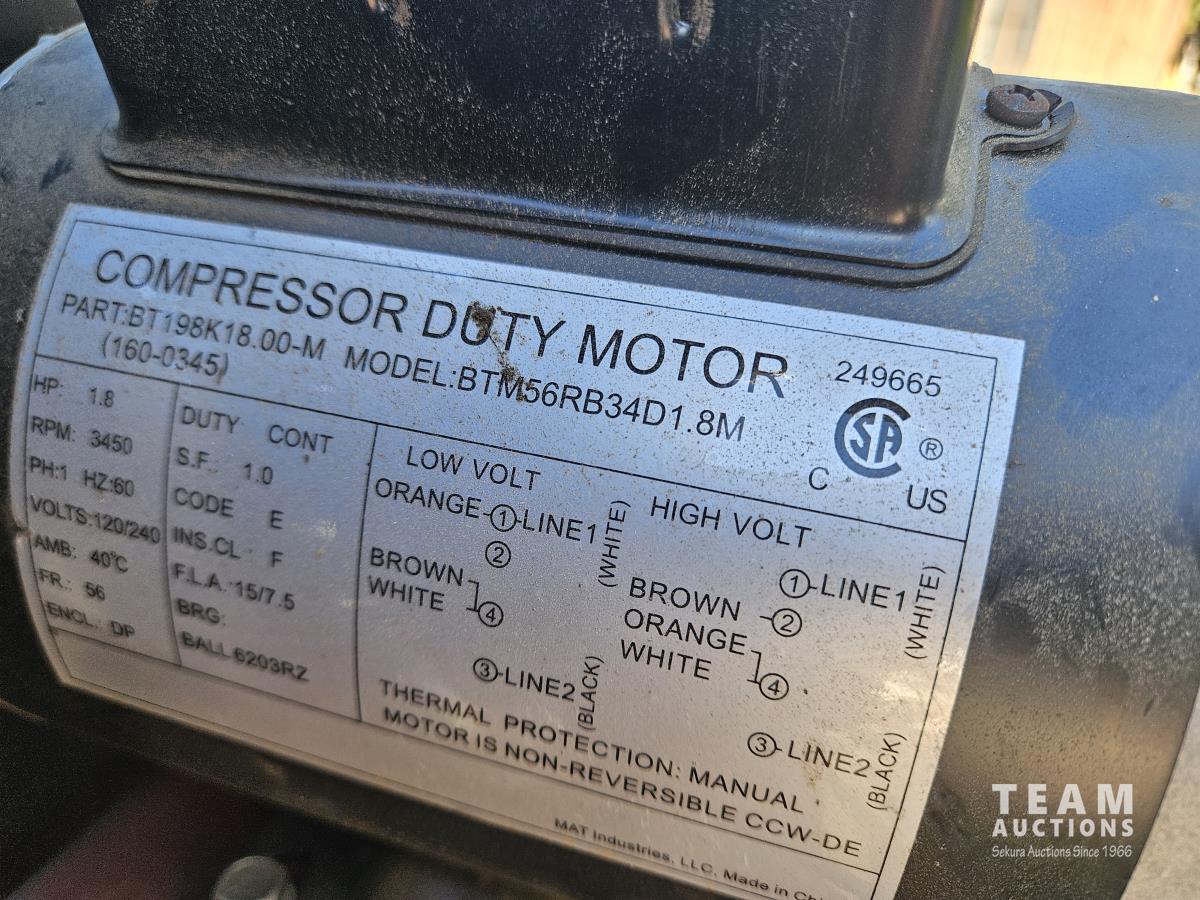 COMPRESSOR DUTY MOTOR
PART:BT198K18.00-M MODEL:BTM56RB34D1.8M
(160-0345)
249665
CSA ®
C US
HP: 1.8
RPM: 3450
PH:1 HZ:60
VOLTS:120/240
AMB: 40°C
FR.: 56
ENCL. DP
DUTY CONT
S.F. 1.0
CODE E
INS.CL F
F.L.A. 15/7.5
BRG:
BALL 6203RZ
LOW VOLT
ORANGE-①-LINE1 (WHITE)
②
BROWN
WHITE ④
③-LINE2 (BLACK)
HIGH VOLT
①-LINE1 (WHITE)
BROWN -②
ORANGE
WHITE ④
③-LINE2 (BLACK)
THERMAL PROTECTION: MANUAL
MOTOR IS NON-REVERSIBLE CCW-DE
MAT Industries, LLC. Made in
TEAM
AUCTIONS
Sekura Auctions Since 1966